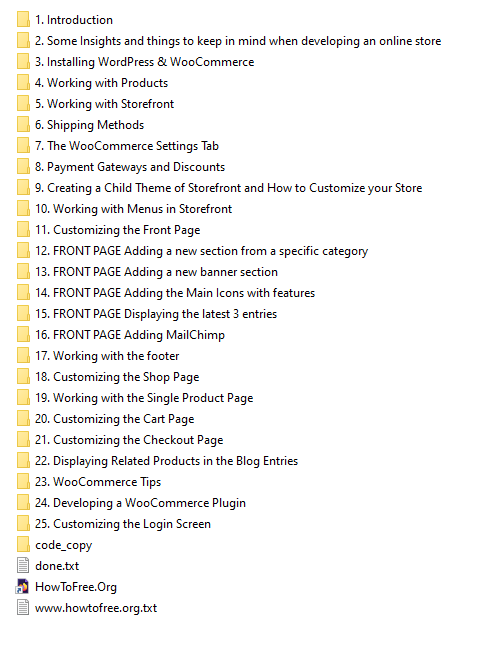 1. Introduction
2. Some Insights and things to keep in mind when developing an online store
3. Installing WordPress & WooCommerce
4. Working with Products
5. Working with Storefront
6. Shipping Methods
7. The WooCommerce Settings Tab
8. Payment Gateways and Discounts
9. Creating a Child Theme of Storefront and How to Customize your Store
10. Working with Menus in Storefront
11. Customizing the Front Page
12. FRONT PAGE Adding a new section from a specific category
13. FRONT PAGE Adding a new banner section
14. FRONT PAGE Adding the Main Icons with features
15. FRONT PAGE Displaying the latest 3 entries
16. FRONT PAGE Adding MailChimp
17. Working with the footer
18. Customizing the Shop Page
19. Working with the Single Product Page
20. Customizing the Cart Page
21. Customizing the Checkout Page
22. Displaying Related Products in the Blog Entries
23. WooCommerce Tips
24. Developing a WooCommerce Plugin
25. Customizing the Login Screen
code_copy
done.txt
HowToFree.Org
www.howtofree.org.txt